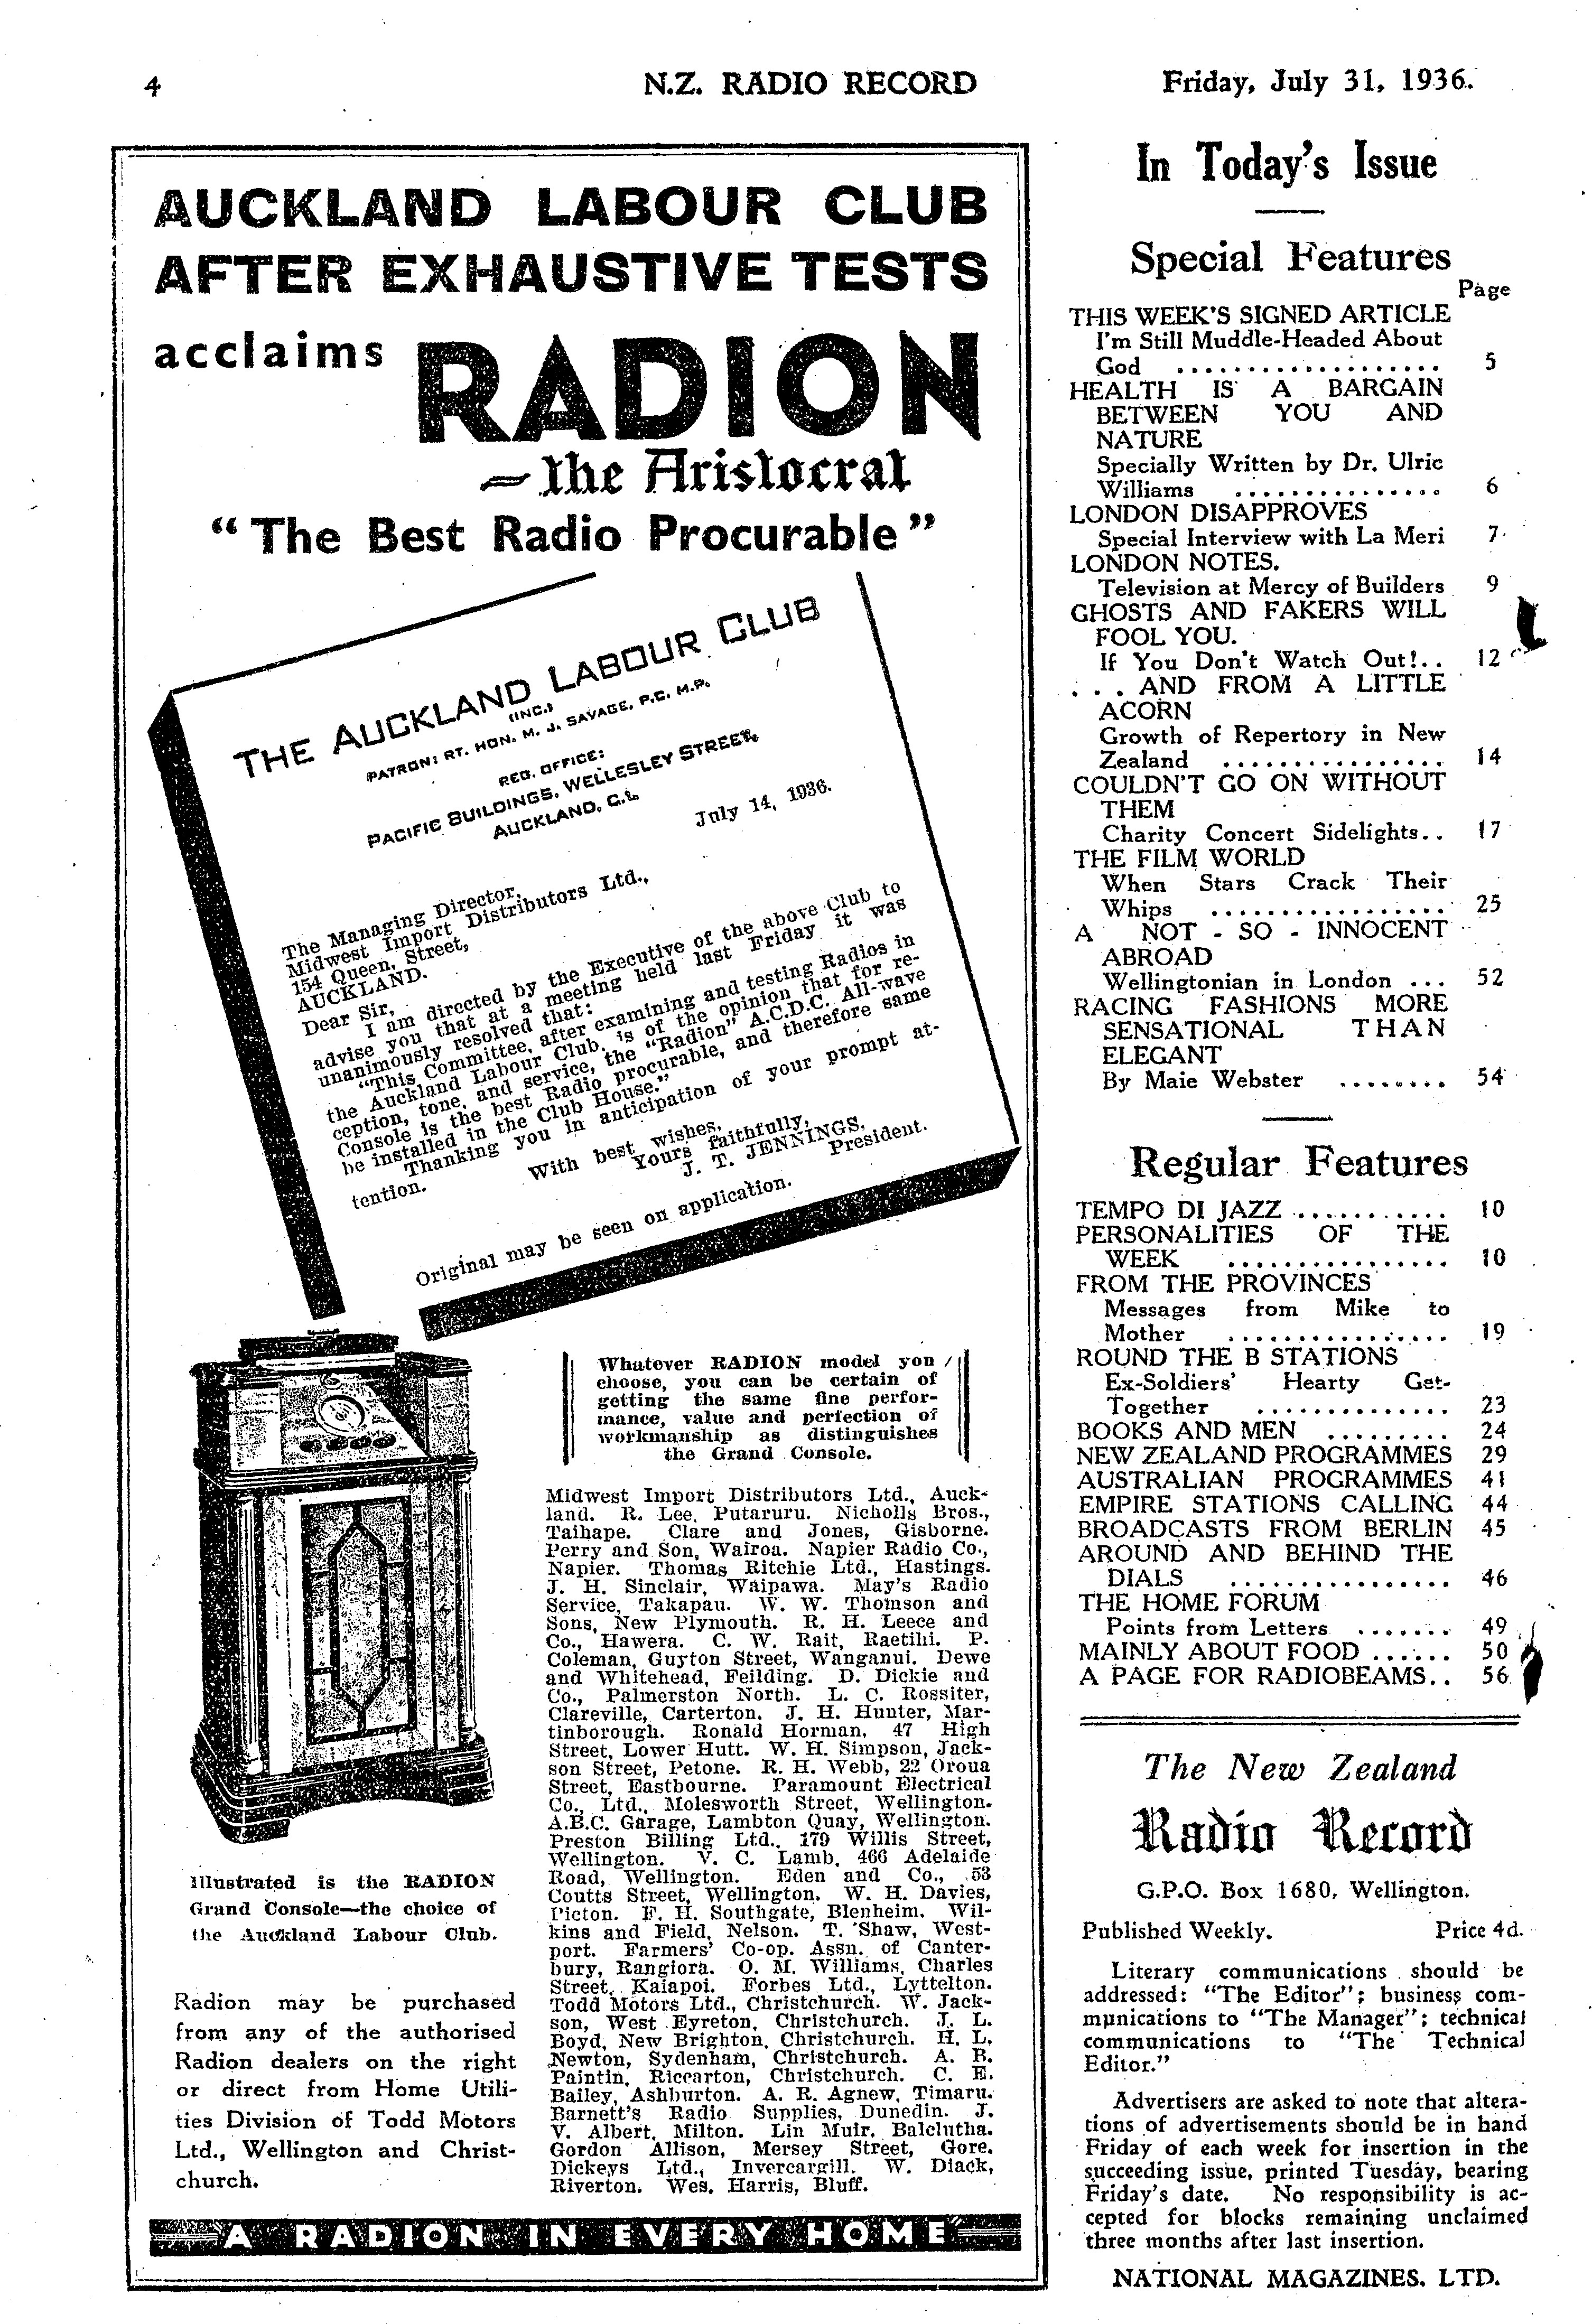 4
N.Z. RADIO RECORD
Friday, July 31, 1936.
AUCKLAND LABOUR CLUB
AFTER EXHAUSTIVE TESTS
acclaims RADION
—the Aristocrat
"The Best Radio Procurable"
THE AUCKLAND LABOUR CLUB
(INC.)
PATRON: RT. HON. M. J. SAVAGE, P.C. M.P.
REG. OFFICE:
PACIFIC BUILDINGS, WELLESLEY STREET,
AUCKLAND, C.1.
July 14, 1936.
The Managing Director,
Midwest Import Distributors Ltd.,
154 Queen, Street,
AUCKLAND.
Dear Sir,
I am directed by the Executive of the above Club to
advise you that at a meeting held last Friday it was
unanimously resolved that:
"This Committee, after examining and testing Radios in
the Auckland Labour Club, is of the opinion that for re-
ception, tone, and service, the "Radion" A.C.D.C. All-wave
Console is the best Radio procurable, and therefore same
be installed in the Club House."
Thanking you in anticipation of your prompt at-
tention.
With best wishes,
Yours faithfully,
J. T. JENNINGS,
President.
Original may be seen on application.
Whatever RADION model you
choose, you can be certain of
getting the same fine perfor-
mance, value and perfection of
workmanship as distinguishes
the Grand Console.
Illustrated is the RADION
Grand Console—the choice of
the Auckland Labour Club.
Radion may be purchased
from any of the authorised
Radion dealers on the right
or direct from Home Utili-
ties Division of Todd Motors
Ltd., Wellington and Christ-
church.
Midwest Import Distributors Ltd., Auck-
land. R. Lee, Putaruru. Nicholls Bros.,
Taihape. Clare and Jones, Gisborne.
Perry and Son, Wairoa. Napier Radio Co.,
Napier. Thomas Ritchie Ltd., Hastings.
J. H. Sinclair, Waipawa. May's Radio
Service, Takapau. W. W. Thomson and
Sons, New Plymouth. R. H. Leece and
Co., Hawera. C. W. Rait, Raetihi. P.
Coleman, Guyton Street, Wanganui. Dewe
and Whitehead, Feilding. D. Dickie and
Co., Palmerston North. L. C. Rossiter,
Clareville, Carterton. J. H. Hunter, Mar-
tinborough. Ronald Horman, 47 High
Street, Lower Hutt. W. H. Simpson, Jack-
son Street, Petone. R. H. Webb, 22 Oroua
Street, Eastbourne. Paramount Electrical
Co., Ltd., Molesworth Street, Wellington.
A.B.C. Garage, Lambton Quay, Wellington.
Preston Billing Ltd., 179 Willis Street,
Wellington. V. C. Lamb, 466 Adelaide
Road, Wellington. Eden and Co., 53
Coutts Street, Wellington. W. H. Davies,
Picton. F. H. Southgate, Blenheim. Wil-
kins and Field, Nelson. T. Shaw, West-
port. Farmers' Co-op. Assn. of Canter-
bury, Rangiora. O. M. Williams, Charles
Street, Kaiapoi. Forbes Ltd., Lyttelton.
Todd Motors Ltd., Christchurch. W. Jack-
son, West Eyreton, Christchurch. J. L.
Boyd, New Brighton, Christchurch. H. L.
Newton, Sydenham, Christchurch. A. B.
Paintin, Riccarton, Christchurch. C. E.
Bailey, Ashburton. A. R. Agnew, Timaru.
Barnett's Radio Supplies, Dunedin. J.
V. Albert, Milton. Lin Muir, Balclutha.
Gordon Allison, Mersey Street, Gore.
Dickeys Ltd., Invercargill. W. Diack,
Riverton. Wes. Harris, Bluff.
A RADION IN EVERY HOME
In Today's Issue
Special Features
Page
THIS WEEK'S SIGNED ARTICLE
I'm Still Muddle-Headed About
God ................... 5
HEALTH IS A BARGAIN
BETWEEN YOU AND
NATURE
Specially Written by Dr. Ulric
Williams ............... 6
LONDON DISAPPROVES
Special Interview with La Meri 7
LONDON NOTES.
Television at Mercy of Builders 9
GHOSTS AND FAKERS WILL
FOOL YOU.
If You Don't Watch Out!.. 12
. . . AND FROM A LITTLE
ACORN
Growth of Repertory in New
Zealand ................ 14
COULDN'T GO ON WITHOUT
THEM
Charity Concert Sidelights.. 17
THE FILM WORLD
When Stars Crack Their
Whips ................. 25
A NOT - SO - INNOCENT
ABROAD
Wellingtonian in London ... 52
RACING FASHIONS MORE
SENSATIONAL THAN
ELEGANT
By Maie Webster ........ 54
Regular Features
TEMPO DI JAZZ ........... 10
PERSONALITIES OF THE
WEEK ................ 10
FROM THE PROVINCES
Messages from Mike to
Mother ................ 19
ROUND THE B STATIONS
Ex-Soldiers' Hearty Get-
Together .............. 23
BOOKS AND MEN ......... 24
NEW ZEALAND PROGRAMMES 29
AUSTRALIAN PROGRAMMES 41
EMPIRE STATIONS CALLING 44
BROADCASTS FROM BERLIN 45
AROUND AND BEHIND THE
DIALS ................ 46
THE HOME FORUM
Points from Letters ....... 49
MAINLY ABOUT FOOD ...... 50
A PAGE FOR RADIOBEAMS.. 56
The New Zealand
Radio Record
G.P.O. Box 1680, Wellington.
Published Weekly. Price 4d.
Literary communications should be
addressed: "The Editor"; business com-
munications to "The Manager"; technical
communications to "The Technical
Editor."
Advertisers are asked to note that altera-
tions of advertisements should be in hand
Friday of each week for insertion in the
succeeding issue, printed Tuesday, bearing
Friday's date. No responsibility is ac-
cepted for blocks remaining unclaimed
three months after last insertion.
NATIONAL MAGAZINES, LTD.